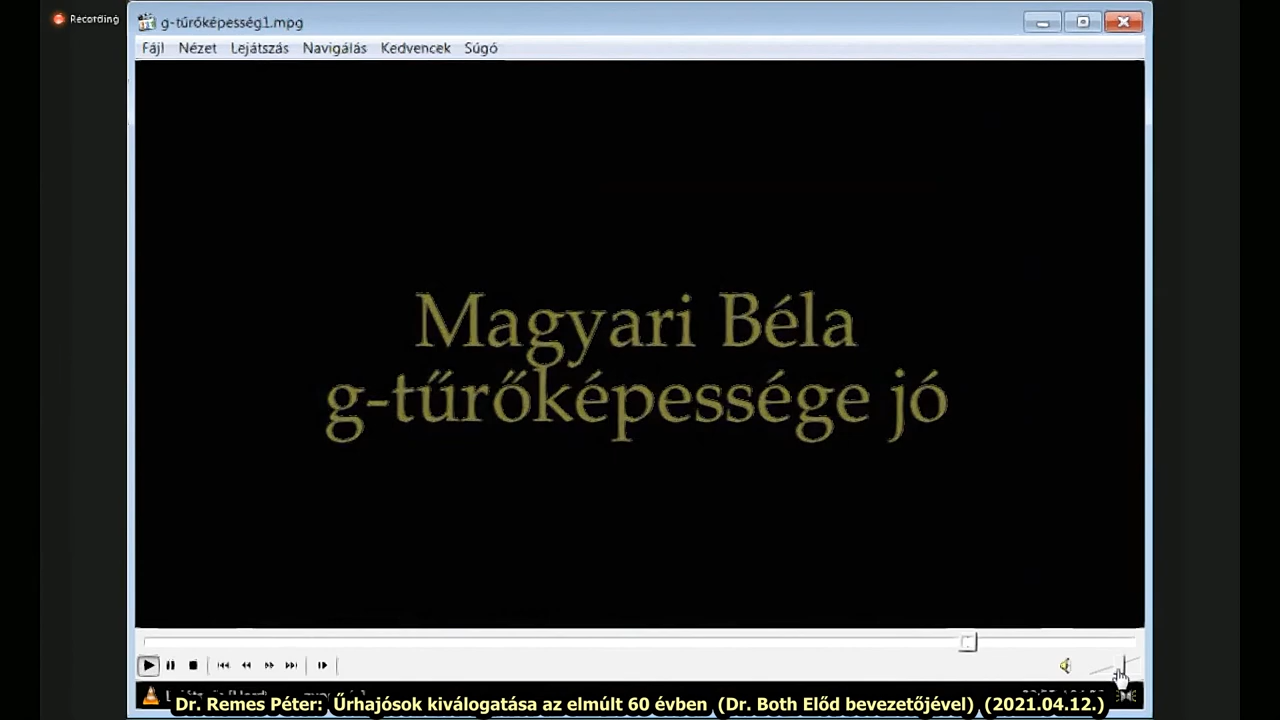 Recording
g-tűrőképesség1.mpg
Fájl Nézet Lejátszás Navigálás Kedvencek Súgó
Magyari Béla
g-tűrőképessége jó
Dr. Remes Péter: Űrhajósok kiválogatása az elmúlt 60 évben (Dr. Both Előd bevezetőjével) (2021.04.12.)